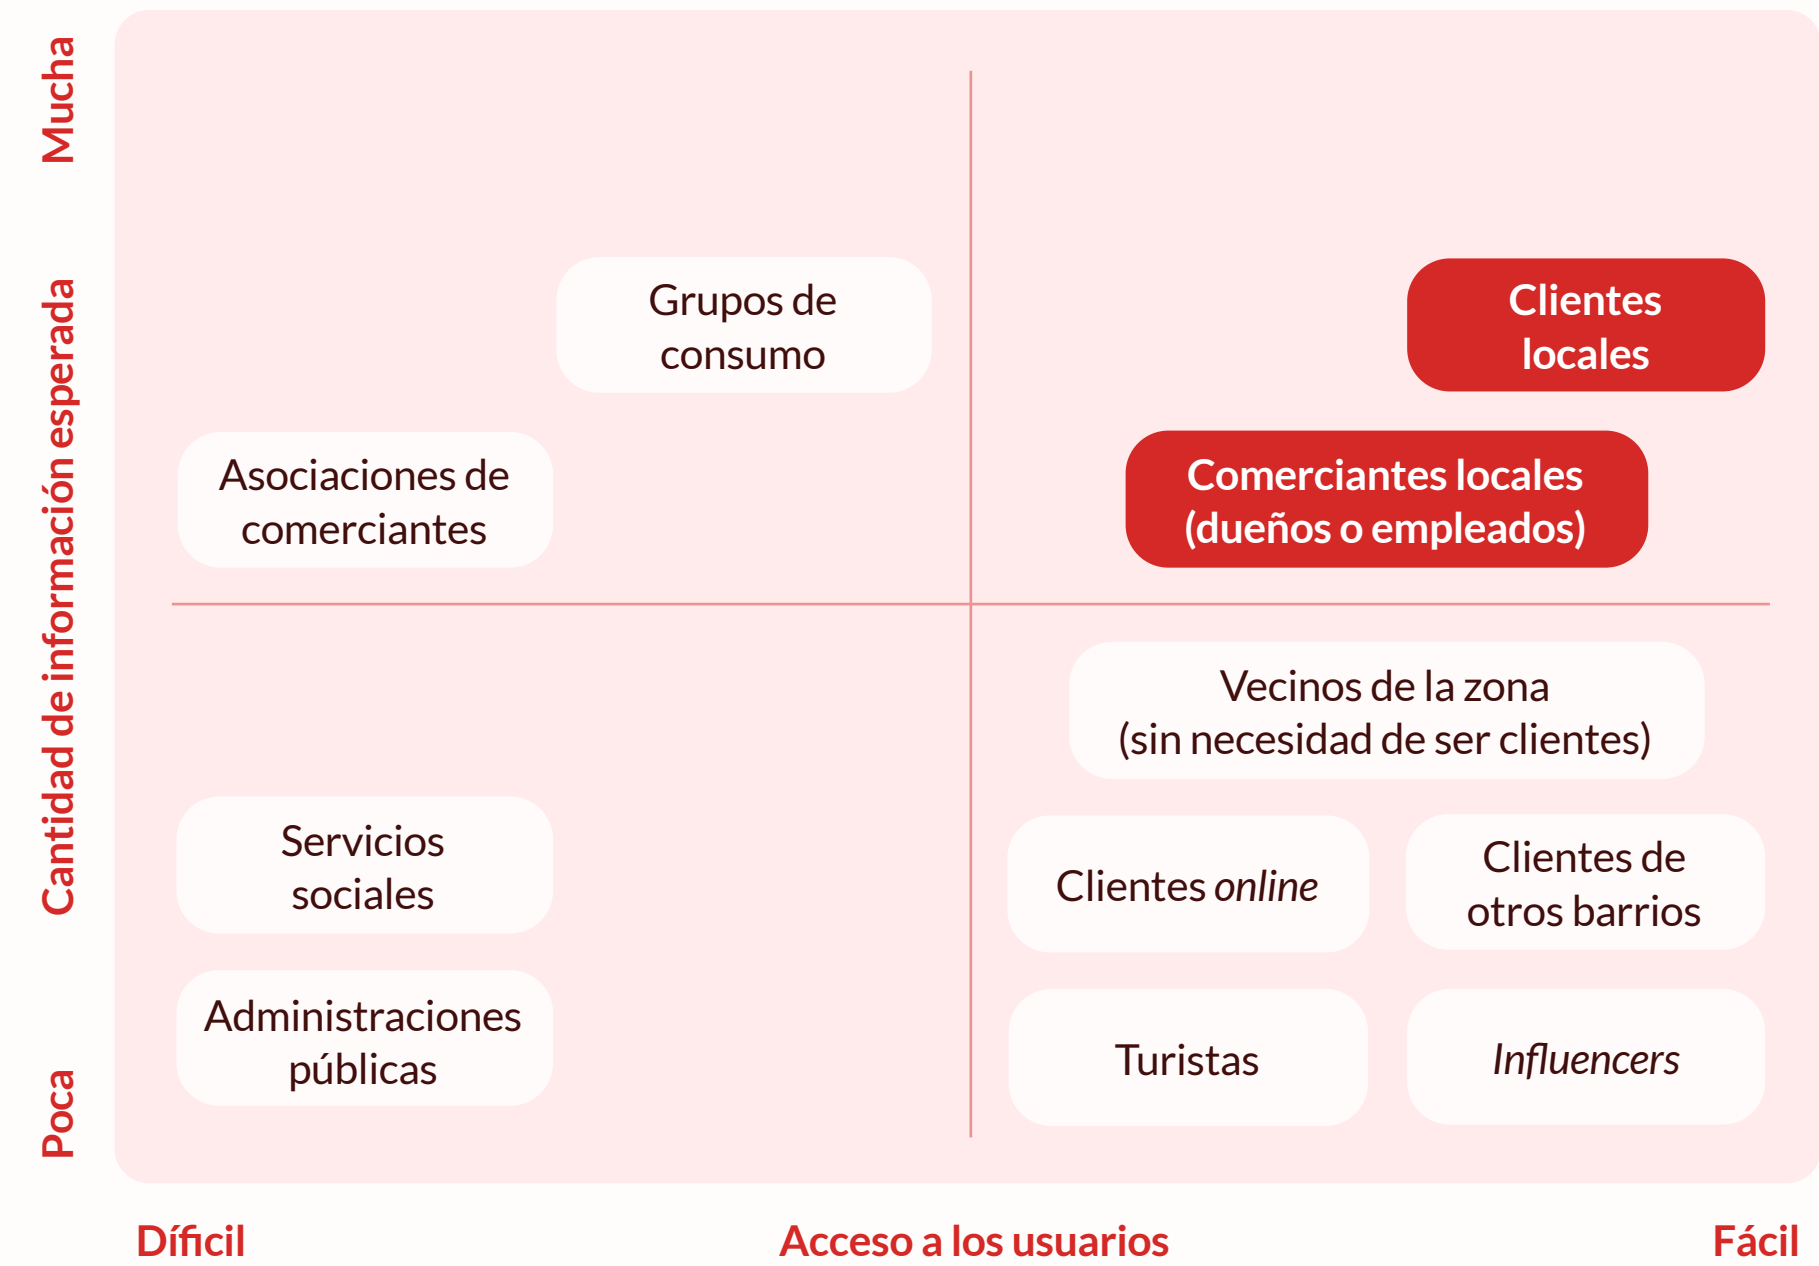 Mucha
Cantidad de información esperada
Poca
Grupos de
consumo
Clientes
locales
Asociaciones de
comerciantes
Comerciantes locales
(dueños o empleados)
Vecinos de la zona
(sin necesidad de ser clientes)
Servicios
sociales
Clientes online
Clientes de
otros barrios
Administraciones
públicas
Turistas
Influencers
Díficil
Acceso a los usuarios
Fácil